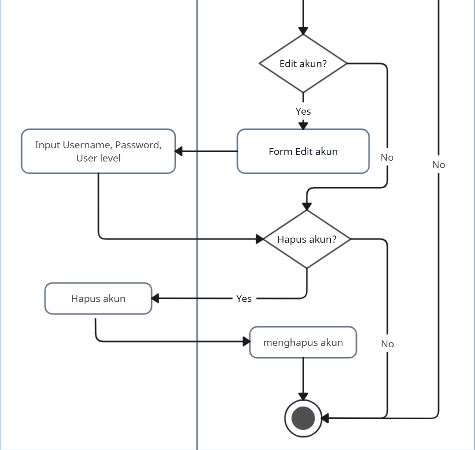 Edit akun?
Yes
Form Edit akun
Input Username, Password,
User level
No
No
Hapus akun?
Yes
Hapus akun
menghapus akun
No